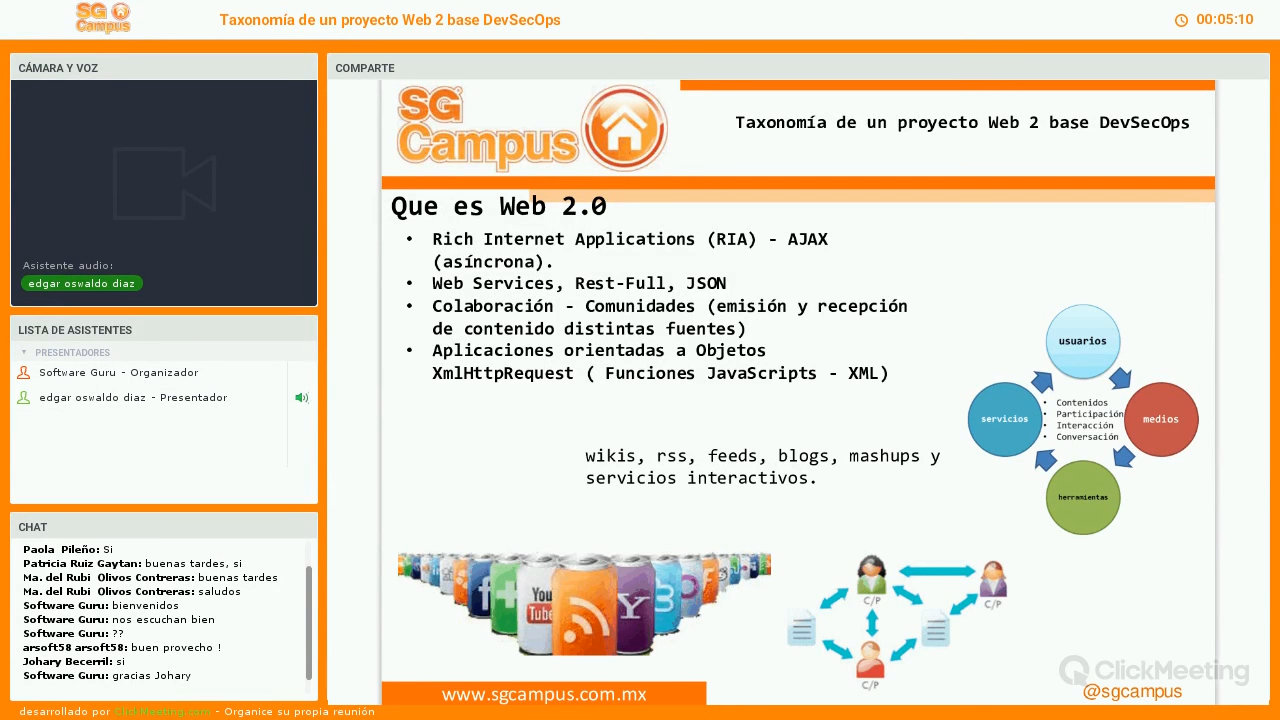 SG Campus
Taxonomía de un proyecto Web 2 base DevSecOps
00:05:10
CÁMARA Y VOZ
Asistente audio:
edgar oswaldo diaz
LISTA DE ASISTENTES
PRESENTADORES
Software Guru - Organizador
edgar oswaldo diaz - Presentador
CHAT
Paola Pileño: Si
Patricia Ruiz Gaytan: buenas tardes, si
Ma. del Rubi Olivos Contreras: buenas tardes
Ma. del Rubi Olivos Contreras: saludos
Software Guru: bienvenidos
Software Guru: nos escuchan bien
Software Guru: ??
arsoft58 arsoft58: buen provecho !
Johary Becerril: si
Software Guru: gracias Johary
desarrollado por ClickMeeting.com - Organice su propia reunión
COMPARTE
SG
Campus
Taxonomía de un proyecto Web 2 base DevSecOps
Que es Web 2.0
• Rich Internet Applications (RIA) - AJAX
(asíncrona).
• Web Services, Rest-Full, JSON
• Colaboración - Comunidades (emisión y recepción
de contenido distintas fuentes)
• Aplicaciones orientadas a Objetos
XmlHttpRequest ( Funciones JavaScripts - XML)
usuarios
servicios
• Contenidos
• Participación
• Interacción
• Conversación
medios
herramientas
wikis, rss, feeds, blogs, mashups y
servicios interactivos.
You
Tube
Y
C/P
C/P
C/P
ClickMeeting
www.sgcampus.com.mx
@sgcampus